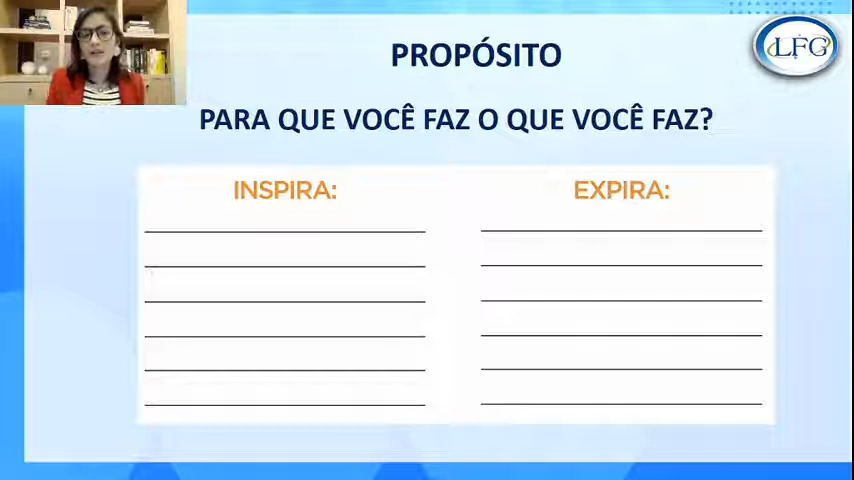 LFG
PROPÓSITO
PARA QUE VOCÊ FAZ O QUE VOCÊ FAZ?
INSPIRA:
EXPIRA: